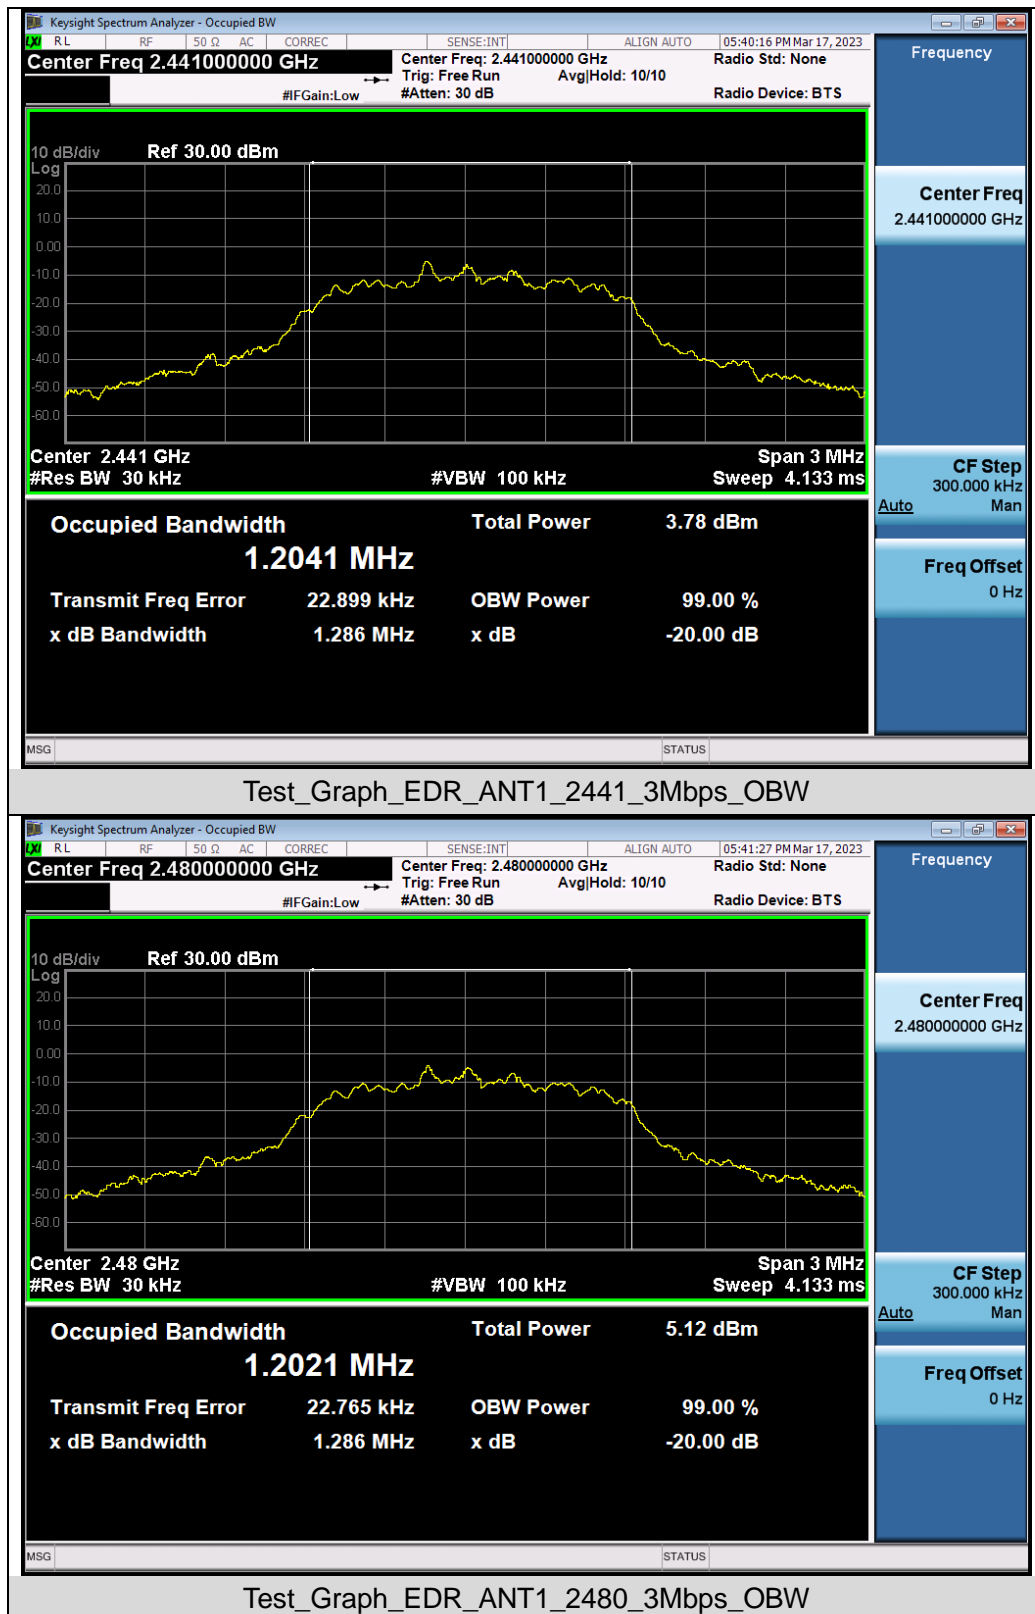 Keysight Spectrum Analyzer - Occupied BW
LXI RL RF 50 Ω AC CORREC SENSE:INT ALIGN AUTO 05:40:16 PM Mar 17, 2023
Center Freq 2.441000000 GHz
Center Freq: 2.441000000 GHz Radio Std: None
Trig: Free Run Avg|Hold: 10/10
#IFGain:Low #Atten: 30 dB Radio Device: BTS
10 dB/div Ref 30.00 dBm
Log
20.0
10.0
0.00
-10.0
-20.0
-30.0
-40.0
-50.0
-60.0
Center 2.441 GHz Span 3 MHz
#Res BW 30 kHz #VBW 100 kHz Sweep 4.133 ms
Occupied Bandwidth Total Power 3.78 dBm
1.2041 MHz
Transmit Freq Error 22.899 kHz OBW Power 99.00 %
x dB Bandwidth 1.286 MHz x dB -20.00 dB
MSG STATUS
Frequency
Center Freq
2.441000000 GHz
CF Step
300.000 kHz
Auto Man
Freq Offset
0 Hz
Test_Graph_EDR_ANT1_2441_3Mbps_OBW
Keysight Spectrum Analyzer - Occupied BW
LXI RL RF 50 Ω AC CORREC SENSE:INT ALIGN AUTO 05:41:27 PM Mar 17, 2023
Center Freq 2.480000000 GHz
Center Freq: 2.480000000 GHz Radio Std: None
Trig: Free Run Avg|Hold: 10/10
#IFGain:Low #Atten: 30 dB Radio Device: BTS
10 dB/div Ref 30.00 dBm
Log
20.0
10.0
0.00
-10.0
-20.0
-30.0
-40.0
-50.0
-60.0
Center 2.48 GHz Span 3 MHz
#Res BW 30 kHz #VBW 100 kHz Sweep 4.133 ms
Occupied Bandwidth Total Power 5.12 dBm
1.2021 MHz
Transmit Freq Error 22.765 kHz OBW Power 99.00 %
x dB Bandwidth 1.286 MHz x dB -20.00 dB
MSG STATUS
Frequency
Center Freq
2.480000000 GHz
CF Step
300.000 kHz
Auto Man
Freq Offset
0 Hz
Test_Graph_EDR_ANT1_2480_3Mbps_OBW